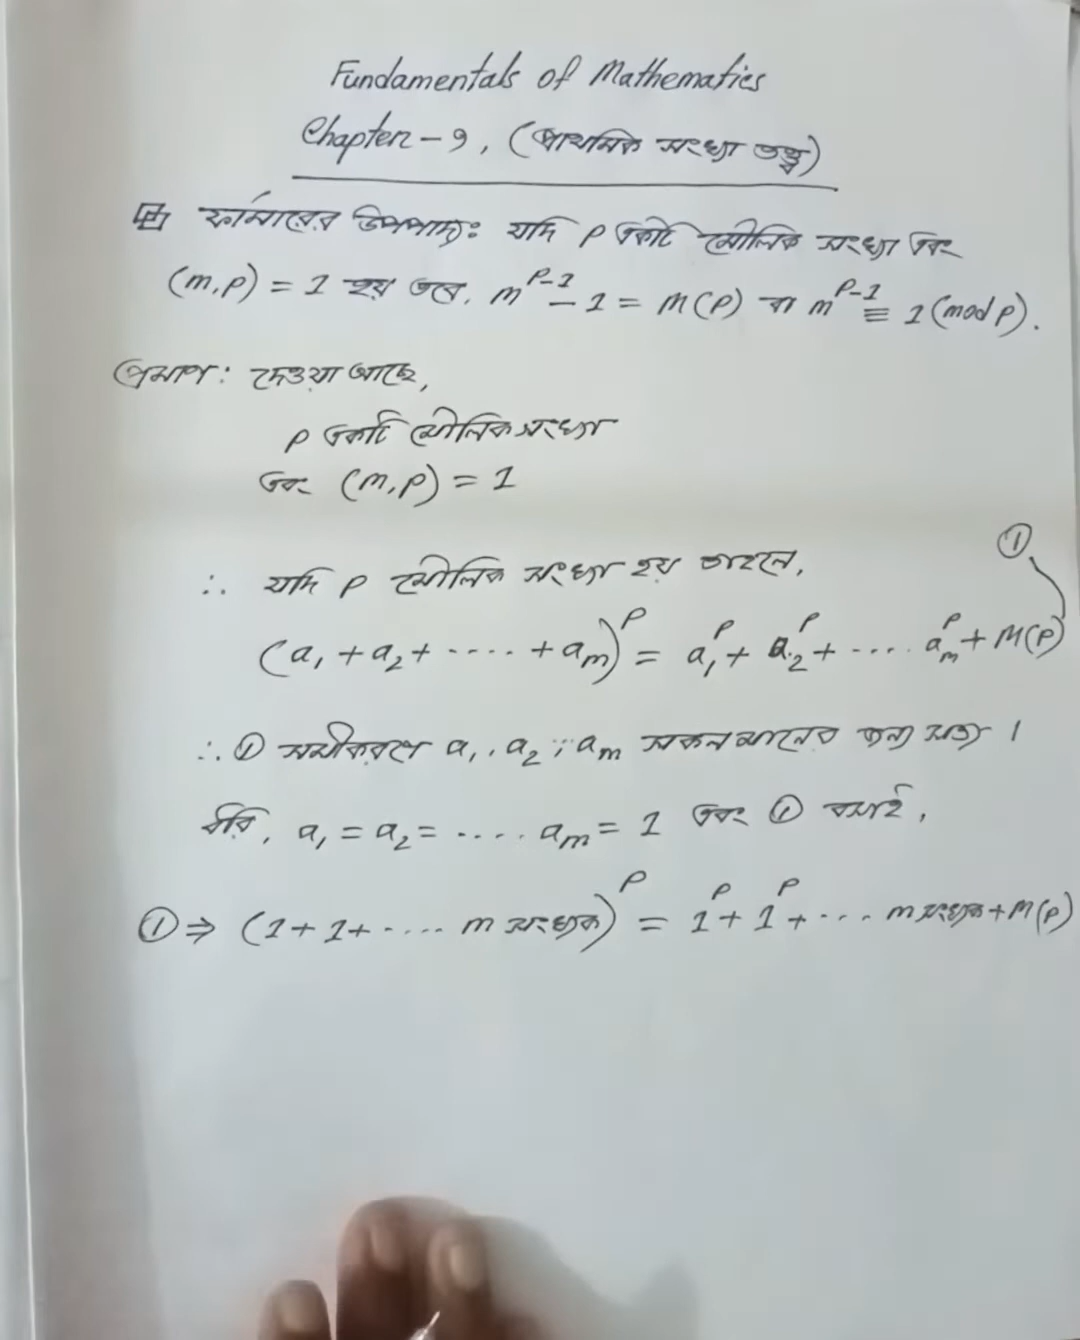 Fundamentals of Mathematics
Chapter-9, (প্রাথমিক সংখ্যা তত্ত্ব)
ফার্মারের উপপাদ্য: যদি P একটি মৌলিক সংখ্যা এবং
(m,p) = 1 হয় তবে, m^{P-1} - 1 = M(P) বা m^{P-1} ≡ 1 (mod p).
প্রমাণ: দেওয়া আছে,
P একটি মৌলিক সংখ্যা
এবং (m,p) = 1
∴ যদি P মৌলিক সংখ্যা হয় তাহলে,
(a₁ + a₂ + ..... + aₘ)^P = a₁^P + a₂^P + .... aₘ^P + M(P) ①
∴ ① সমীকরণে a₁, a₂ ; aₘ সকল মানের জন্য সত্য ।
ধরি, a₁ = a₂ = ..... aₘ = 1 এবং ① বসাই,
① ⇒ (1+1+ ..... m সংখ্যক)^P = 1^P + 1^P + .... m সংখ্যক + M(p)